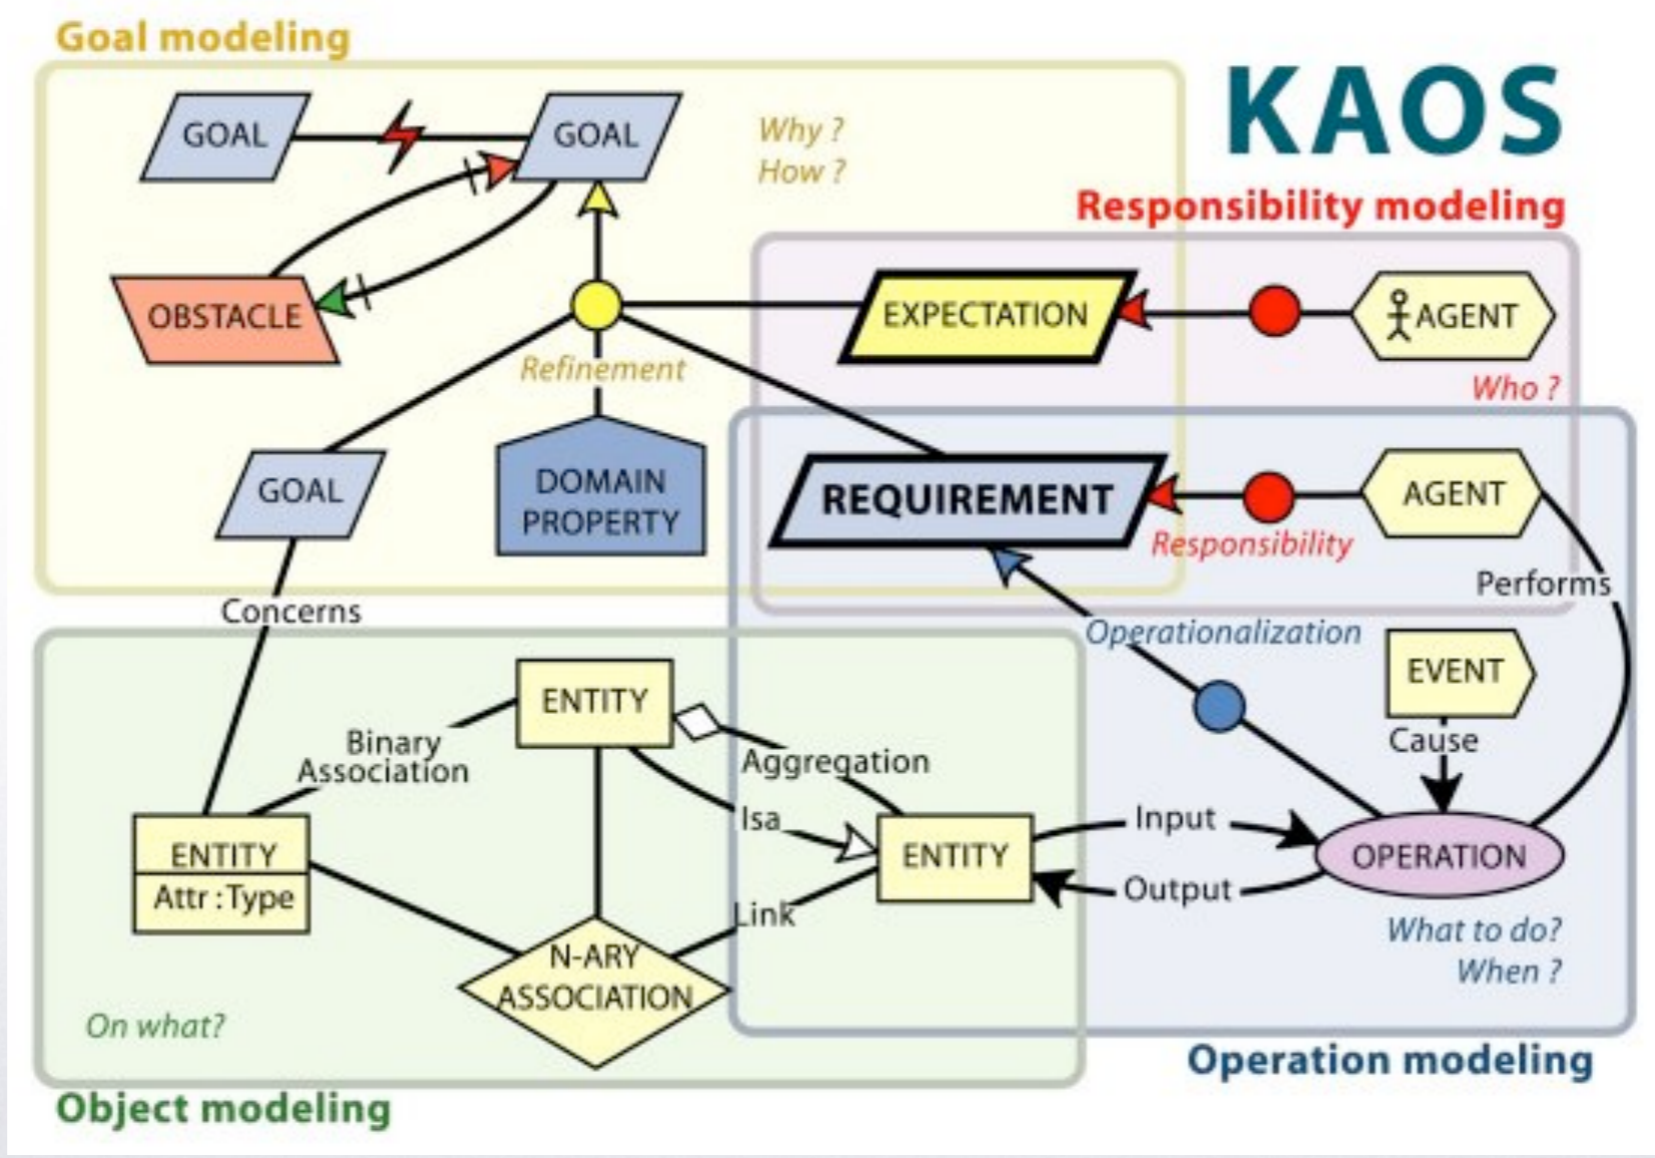 Goal modeling
KAOS
GOAL
GOAL
Why ?
How ?
Responsibility modeling
OBSTACLE
EXPECTATION
AGENT
Refinement
Who ?
GOAL
DOMAIN
PROPERTY
REQUIREMENT
AGENT
Responsibility
Performs
Concerns
Operationalization
EVENT
ENTITY
Binary
Association
Cause
Aggregation
Isa
Input
ENTITY
Attr : Type
ENTITY
OPERATION
Output
Link
N-ARY
ASSOCIATION
What to do?
When ?
On what?
Operation modeling
Object modeling